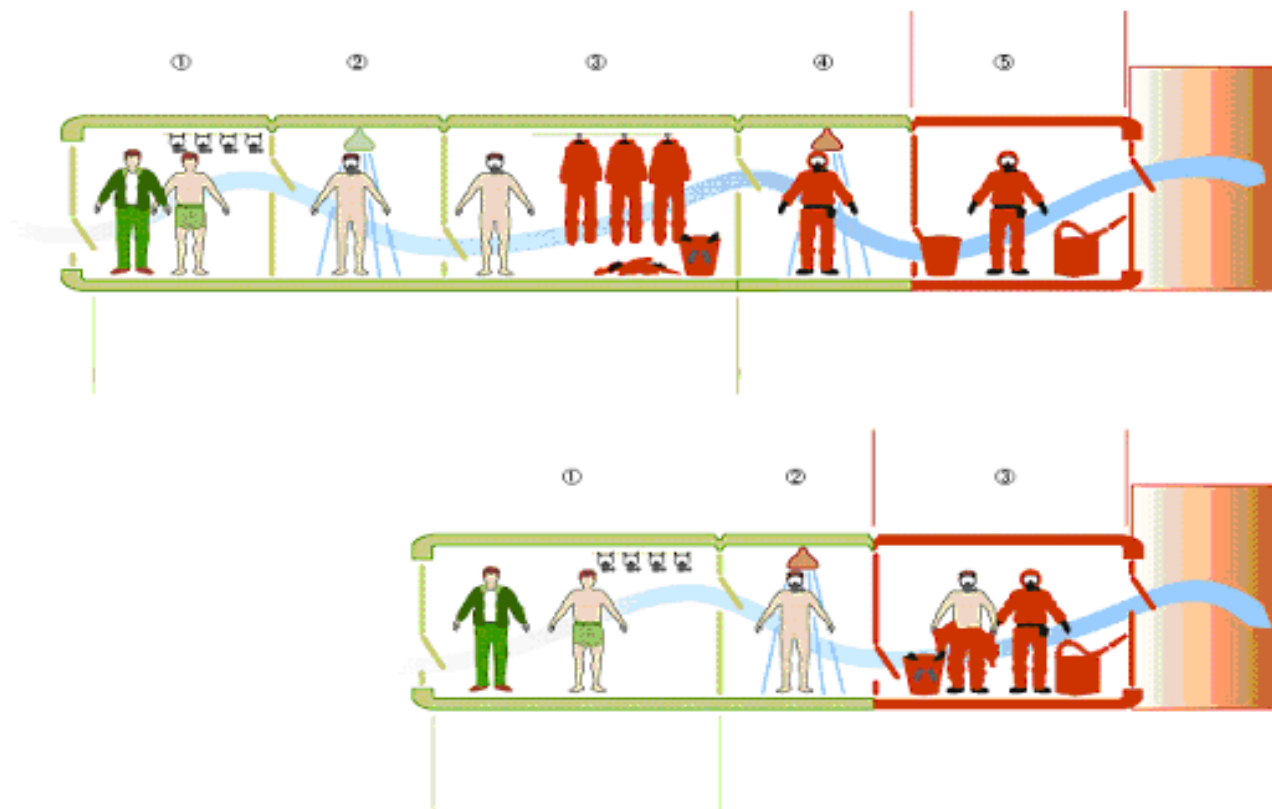 ① ② ③ ④ ⑤
① ② ③